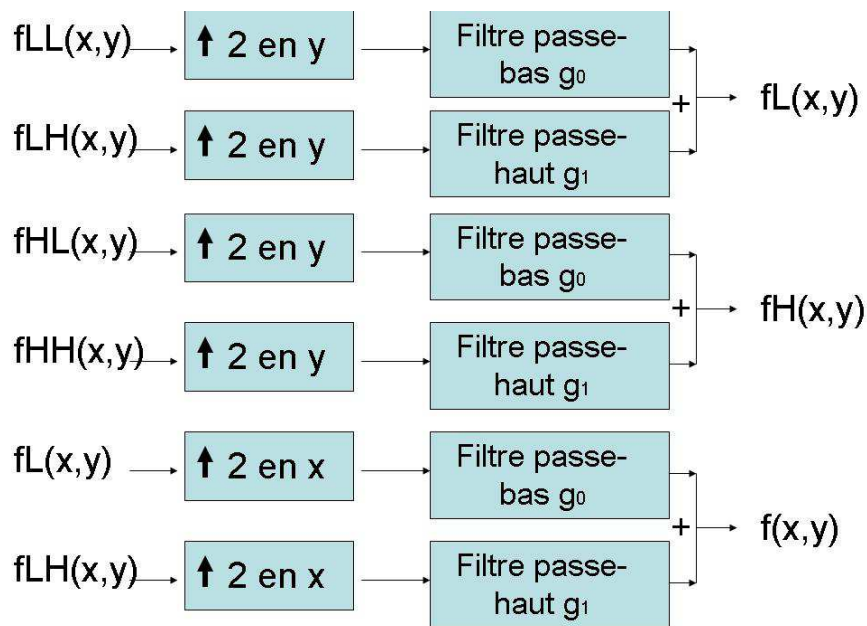 fLL(x,y) ↑ 2 en y Filtre passe-
bas g0
+ fL(x,y)
fLH(x,y) ↑ 2 en y Filtre passe-
haut g1
fHL(x,y) ↑ 2 en y Filtre passe-
bas g0
+ fH(x,y)
fHH(x,y) ↑ 2 en y Filtre passe-
haut g1
fL(x,y) ↑ 2 en x Filtre passe-
bas g0
+ f(x,y)
fLH(x,y) ↑ 2 en x Filtre passe-
haut g1